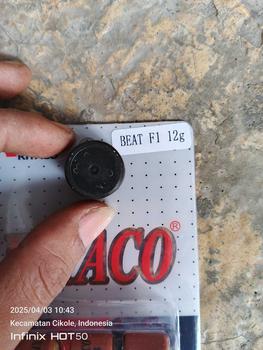 BEAT F1 12g
ACO®
2025/04/03 10:43
Kecamatan Cikole, Indonesia
Infinix HOT50